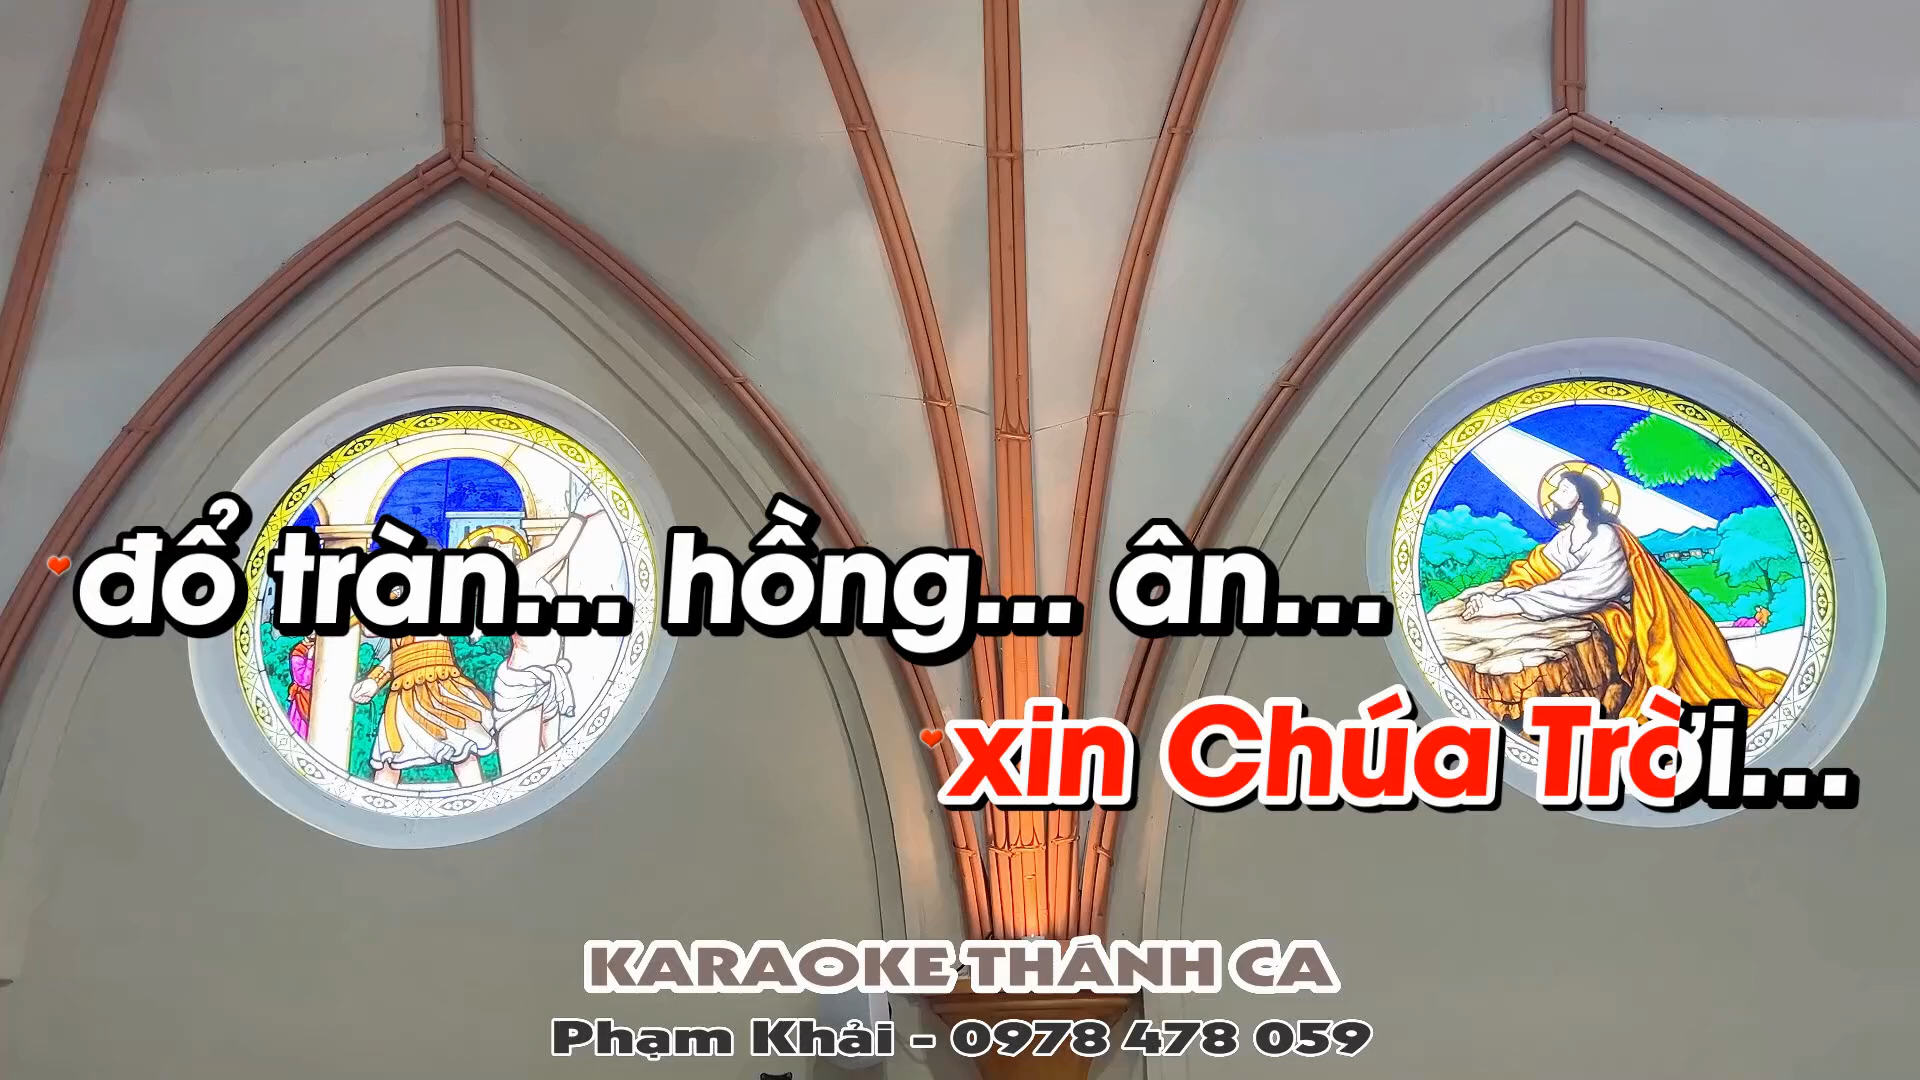 đổ tràn... hồng... ân...
xin Chúa Trời...
KARAOKE THÁNH CA
Phạm Khải - 0978 478 059